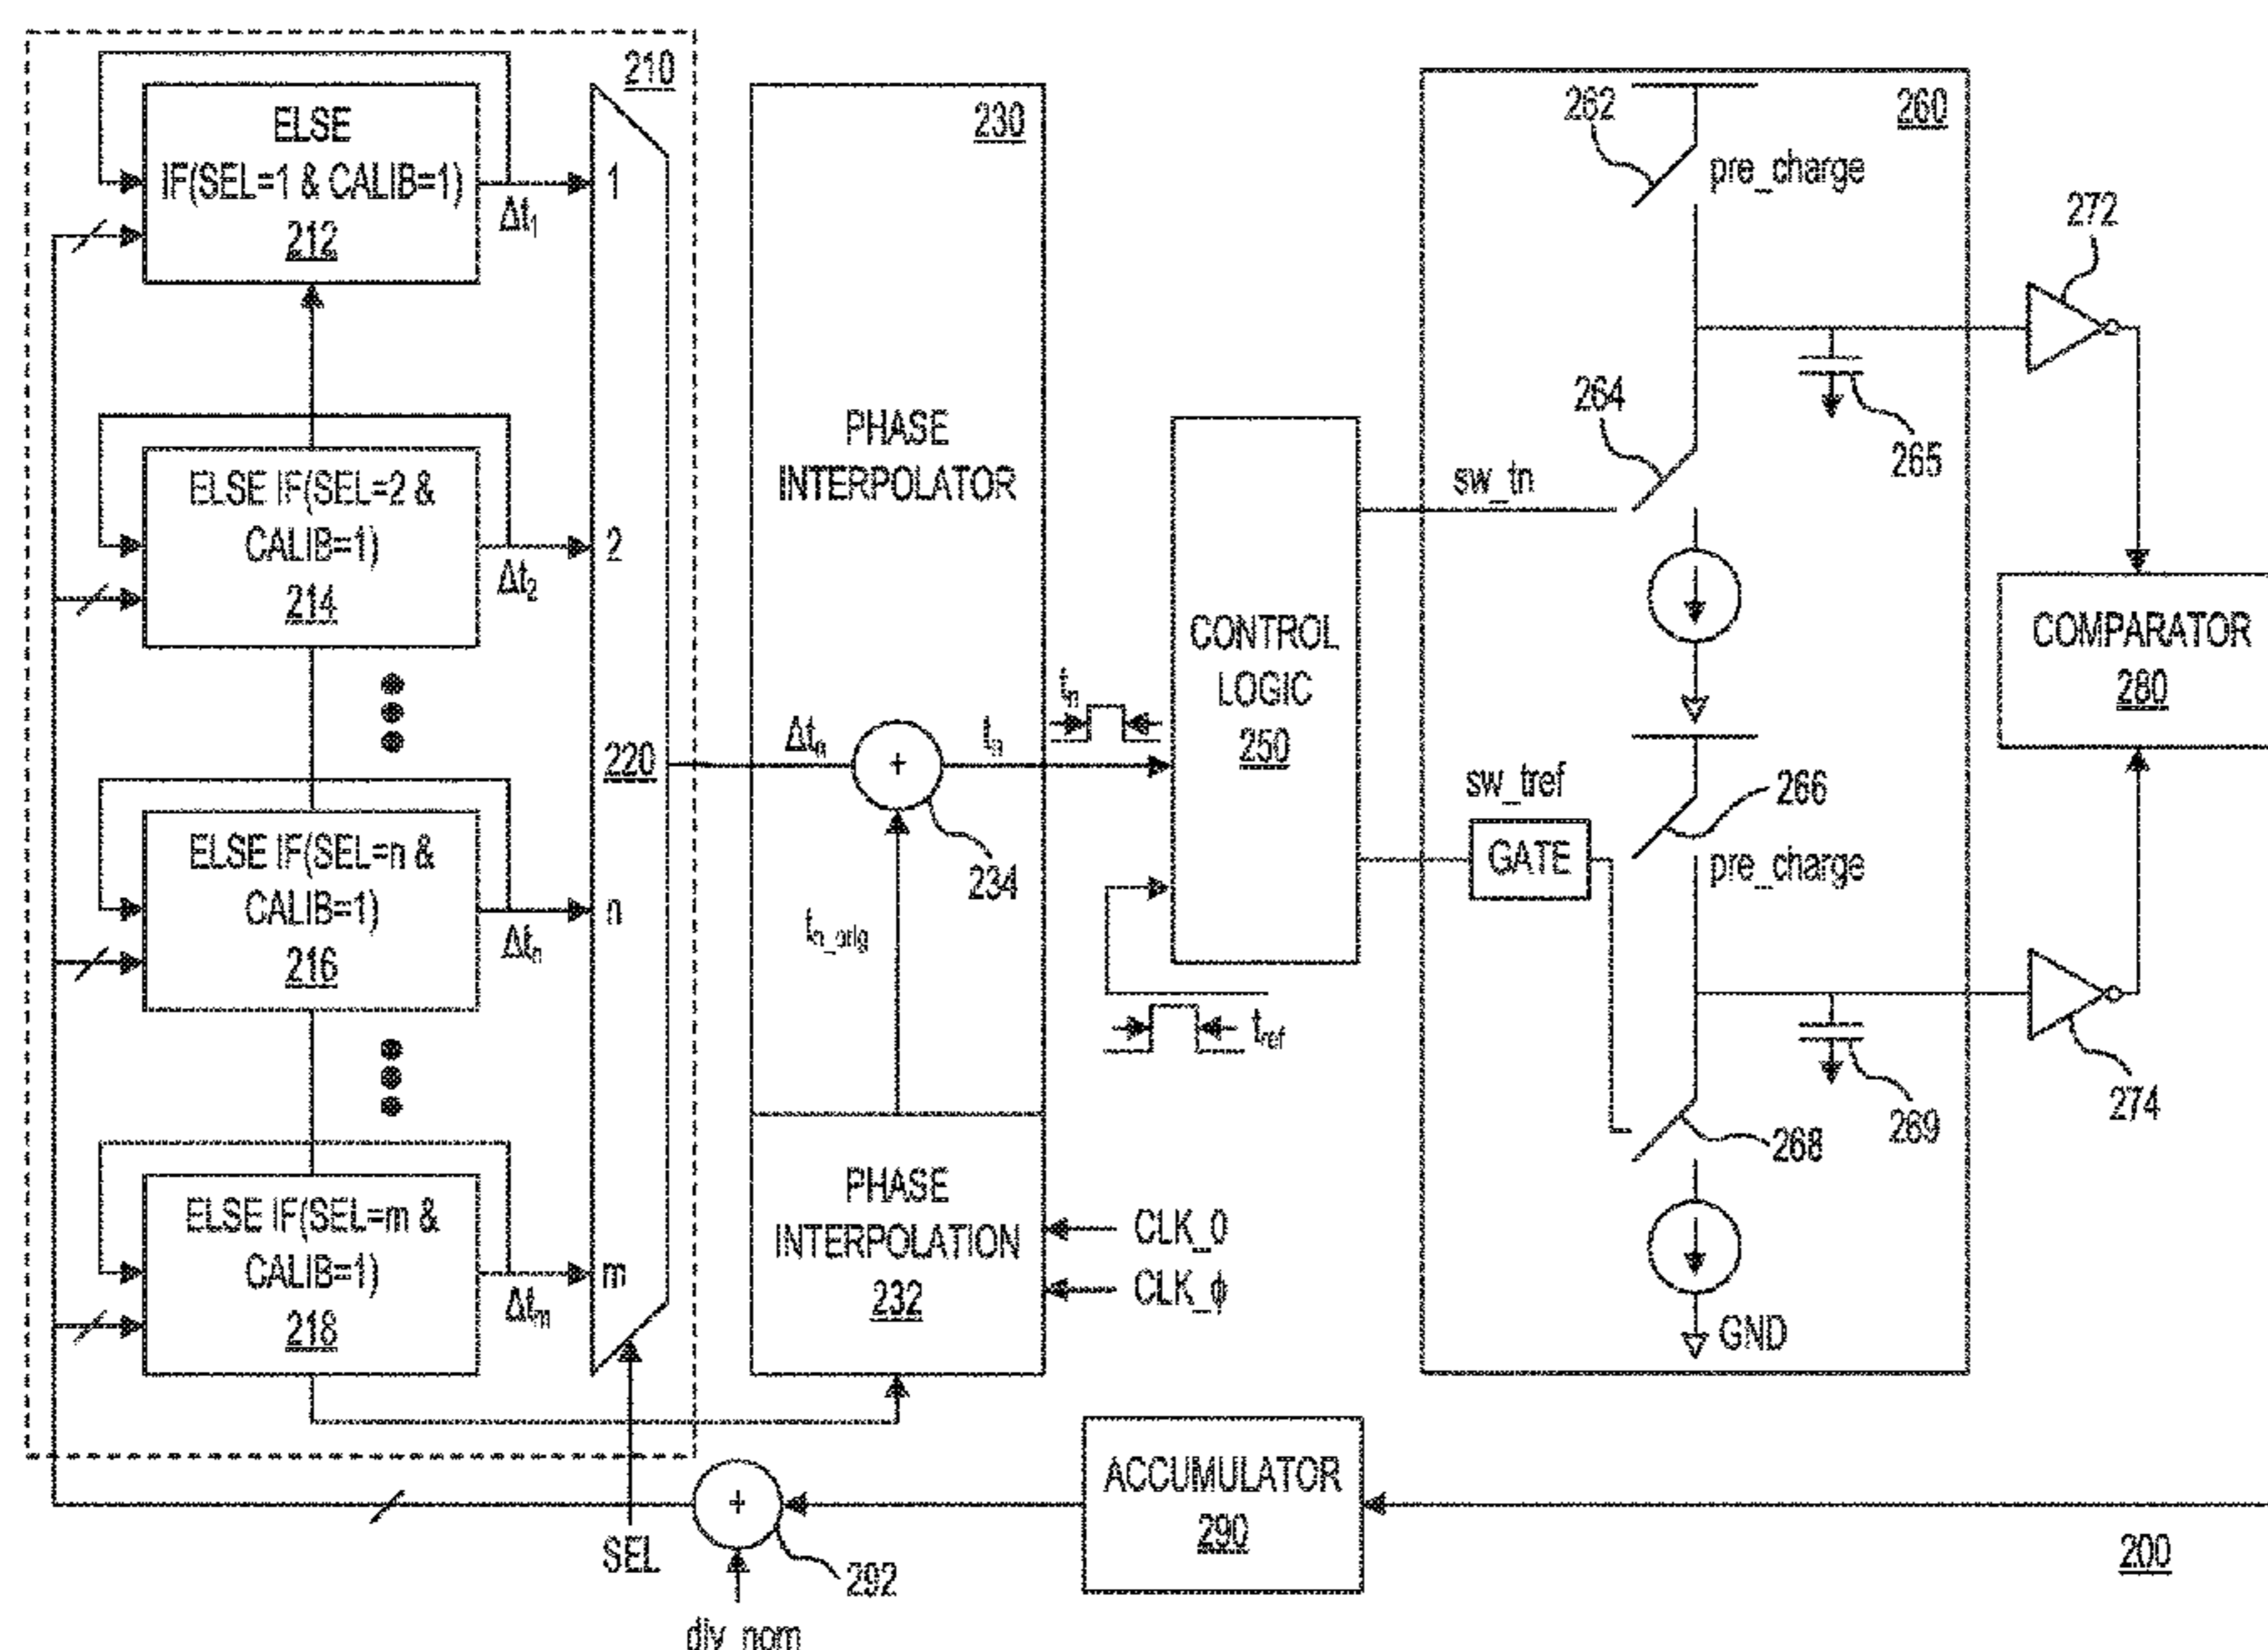 210
ELSE
IF(SEL=1 & CALIB=1)
212
Δt1
1
ELSE IF(SEL=2 &
CALIB=1)
214
Δt2
2
ELSE IF(SEL=n &
CALIB=1)
216
Δtn
n
ELSE IF(SEL=m &
CALIB=1)
218
Δtm
m
220
SEL
230
PHASE
INTERPOLATOR
Δtn
+
tn
234
tn_orig
PHASE
INTERPOLATION
232
CLK_0
CLK_ϕ
tn
CONTROL
LOGIC
250
tref
260
262
pre_charge
264
sw_tn
265
sw_tref
GATE
266
pre_charge
268
269
GND
272
274
COMPARATOR
280
ACCUMULATOR
290
+
292
div_nom
200